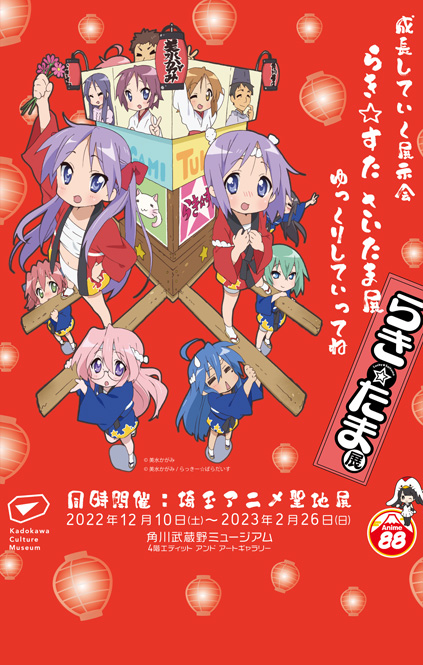 成長していく展示会
らき☆すた さいたま展
ゆっくりしていってね
美水かがみ
らき☆たま展
© 美水かがみ
© 美水かがみ / らっきー☆ぱらだいす
同時開催:埼玉アニメ聖地展
2022年12月10日(土)〜2023年2月26日(日)
角川武蔵野ミュージアム
4階エディット アンド アートギャラリー
Kadokawa
Culture
Museum
Anime
88